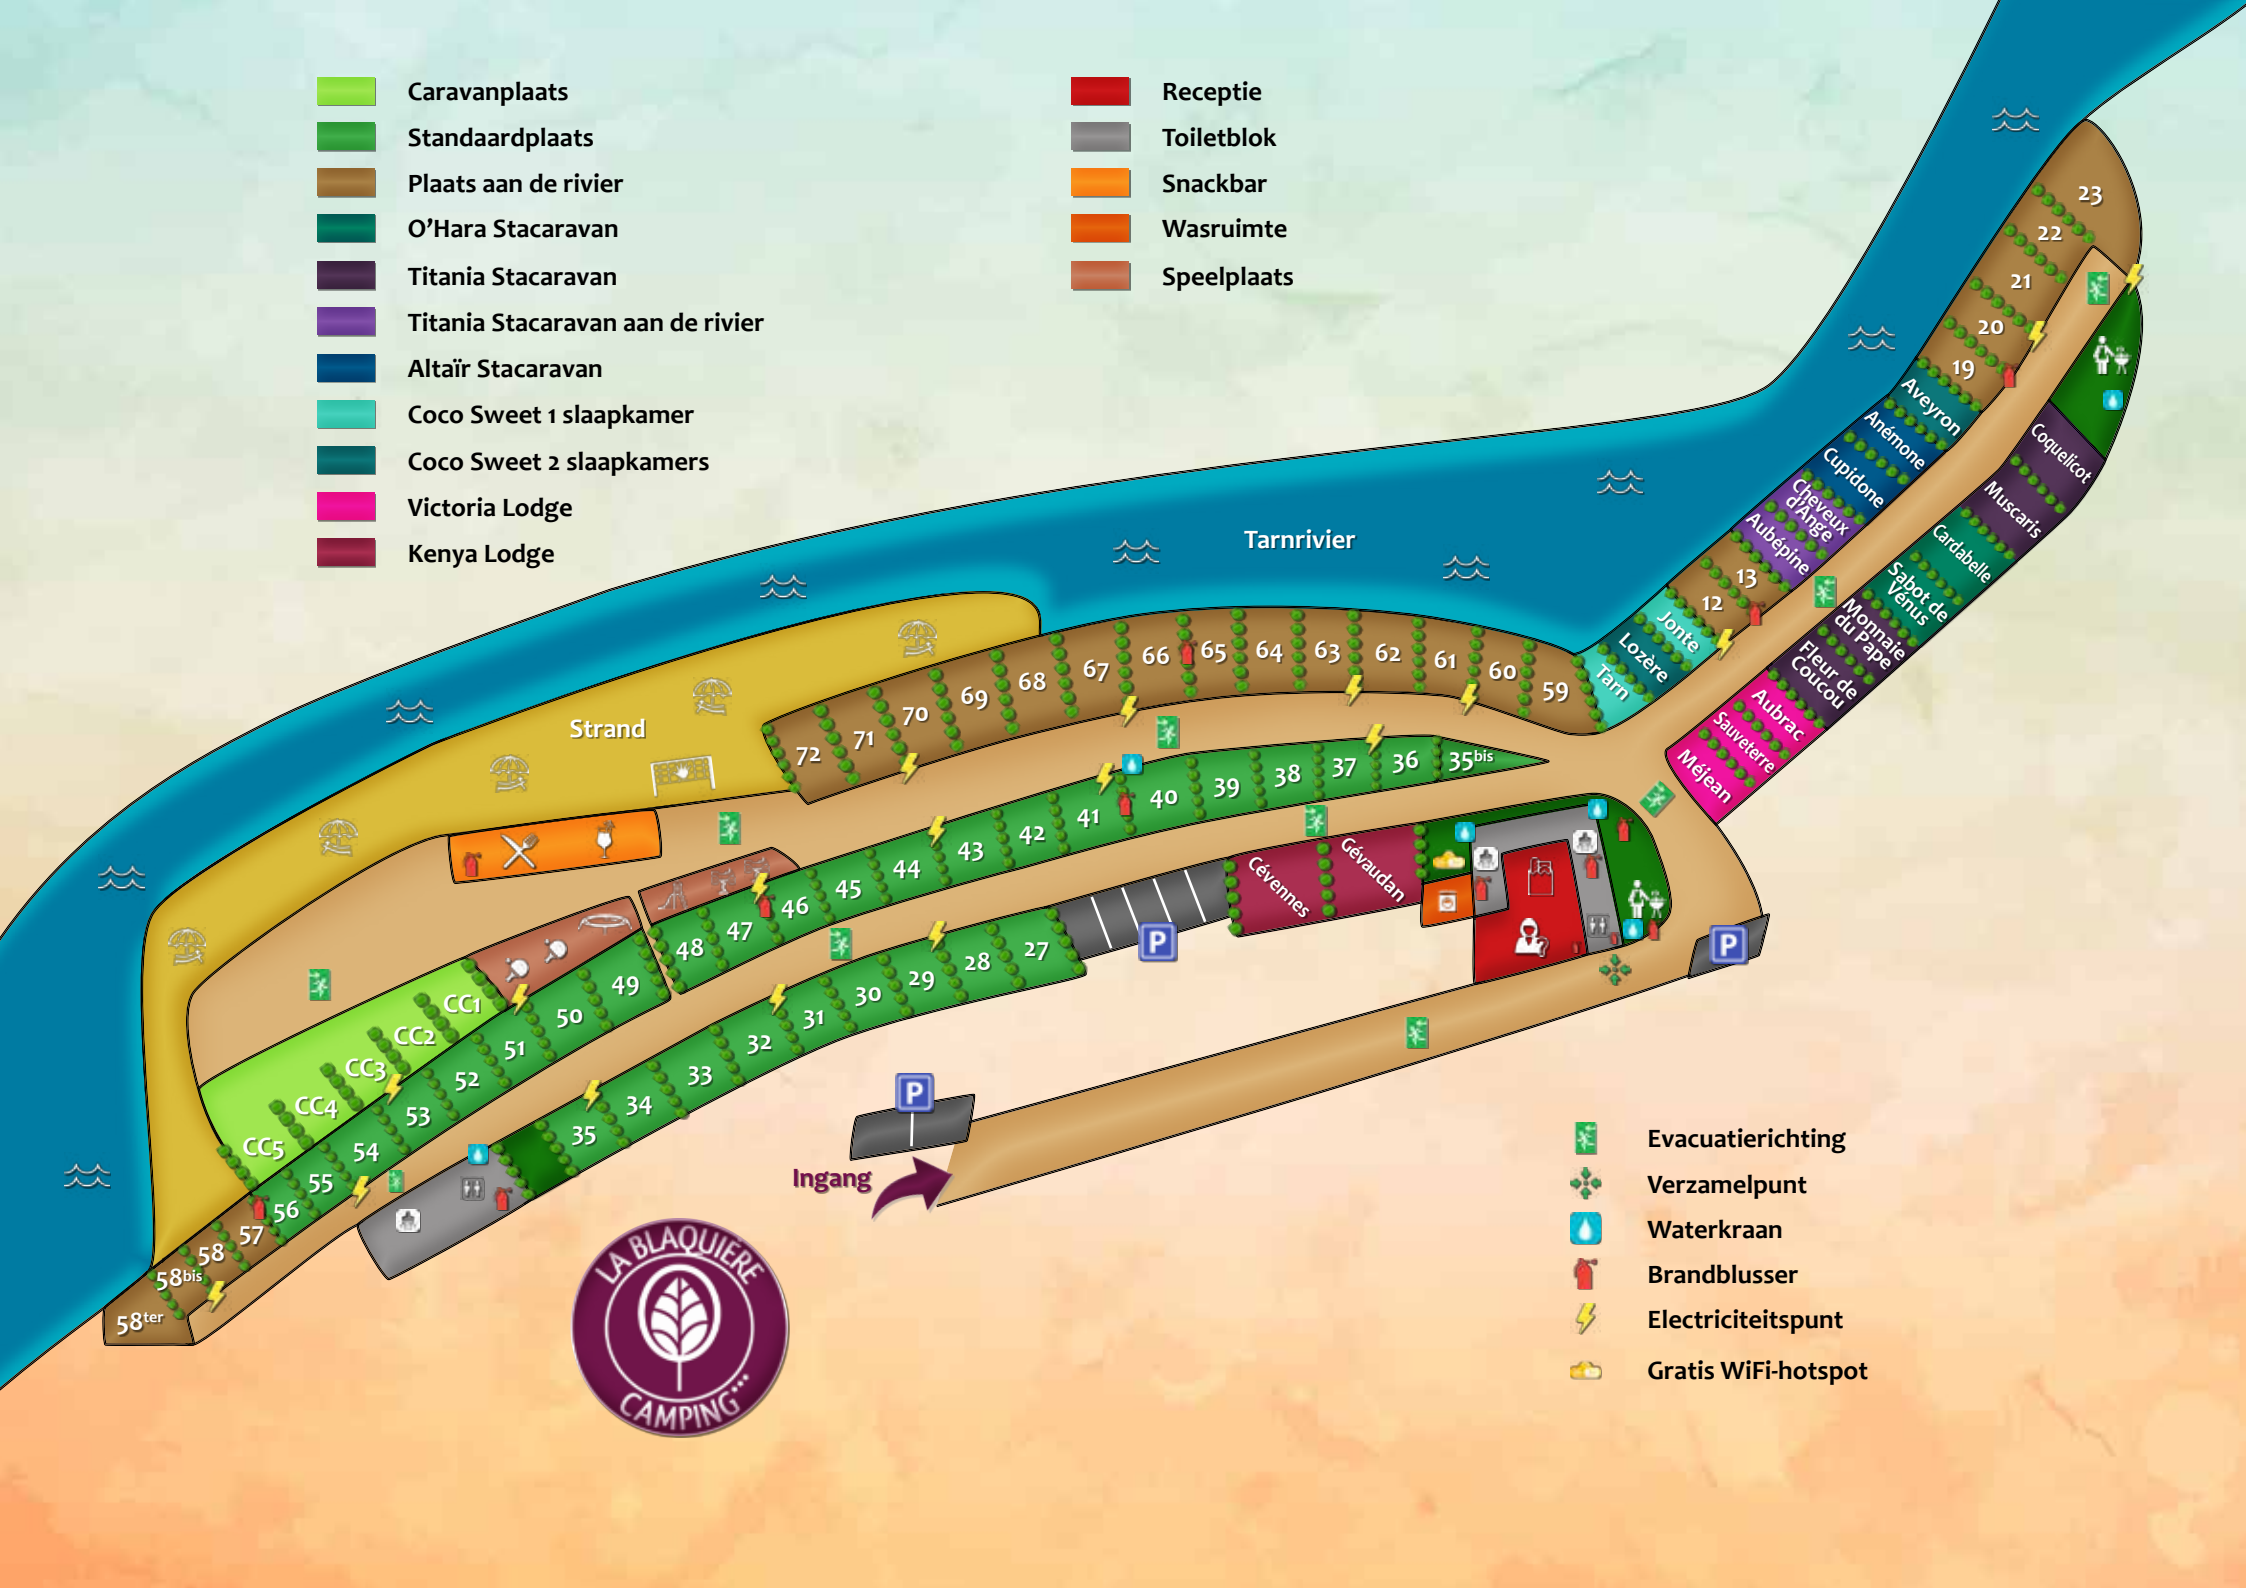 Caravanplaats
Standaardplaats
Plaats aan de rivier
O'Hara Stacaravan
Titania Stacaravan
Titania Stacaravan aan de rivier
Altaïr Stacaravan
Coco Sweet 1 slaapkamer
Coco Sweet 2 slaapkamers
Victoria Lodge
Kenya Lodge
Receptie
Toiletblok
Snackbar
Wasruimte
Speelplaats
23
22
21
20
19
Aveyron
Anémone
Cupidone
Cheveux
d'Ange
Aubépine
13
12
Jonte
Lozère
Tarn
Coquelicot
Muscaris
Cardabelle
Sabot de
Vénus
Monnaie
du Pape
Fleur de
Coucou
Aubrac
Sauveterre
Méjean
Tarnrivier
Strand
72
71
70
69
68
67
66
65
64
63
62
61
60
59
48
47
46
45
44
43
42
41
40
39
38
37
36
35bis
Cévennes
Gévaudan
P
P
CC1
CC2
CC3
CC4
CC5
49
50
51
52
53
54
55
56
57
58
58bis
58ter
35
34
33
32
31
30
29
28
27
P
Ingang
LA BLAQUIERE
CAMPING***
Evacuatierichting
Verzamelpunt
Waterkraan
Brandblusser
Electriciteitspunt
Gratis WiFi-hotspot